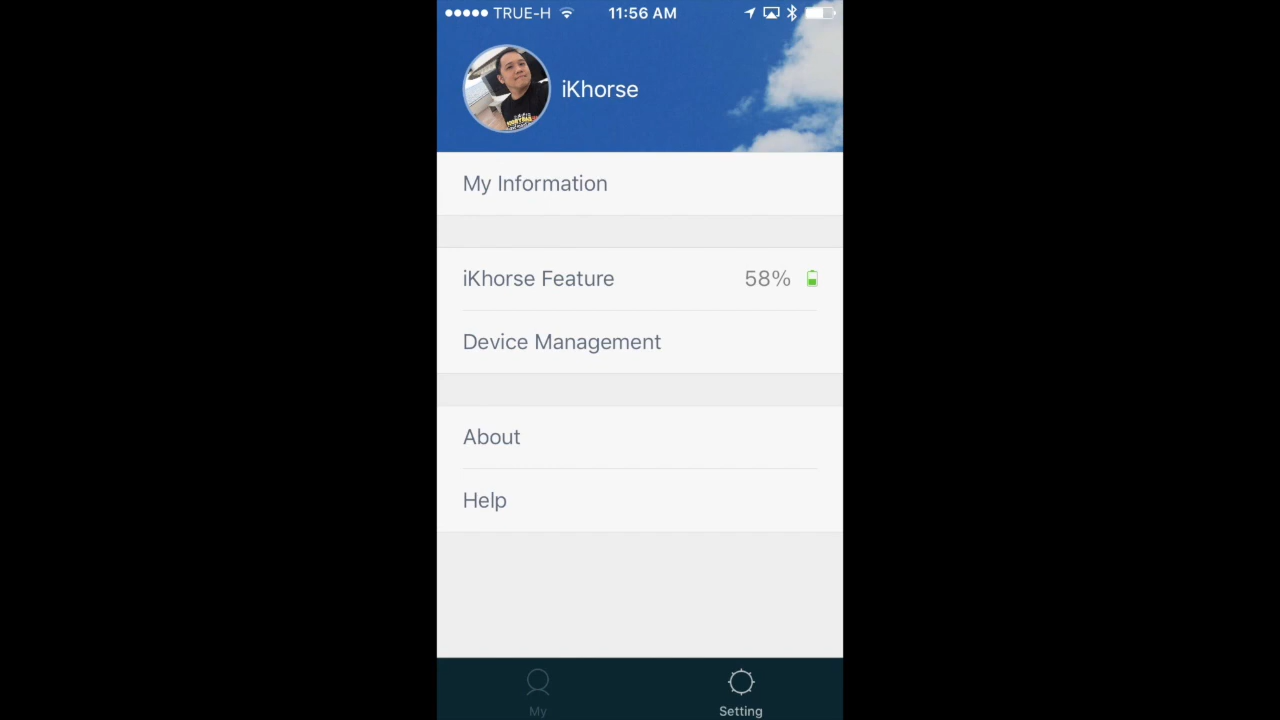 TRUE-H 11:56 AM
iKhorse
My Information
iKhorse Feature 58%
Device Management
About
Help
My Setting